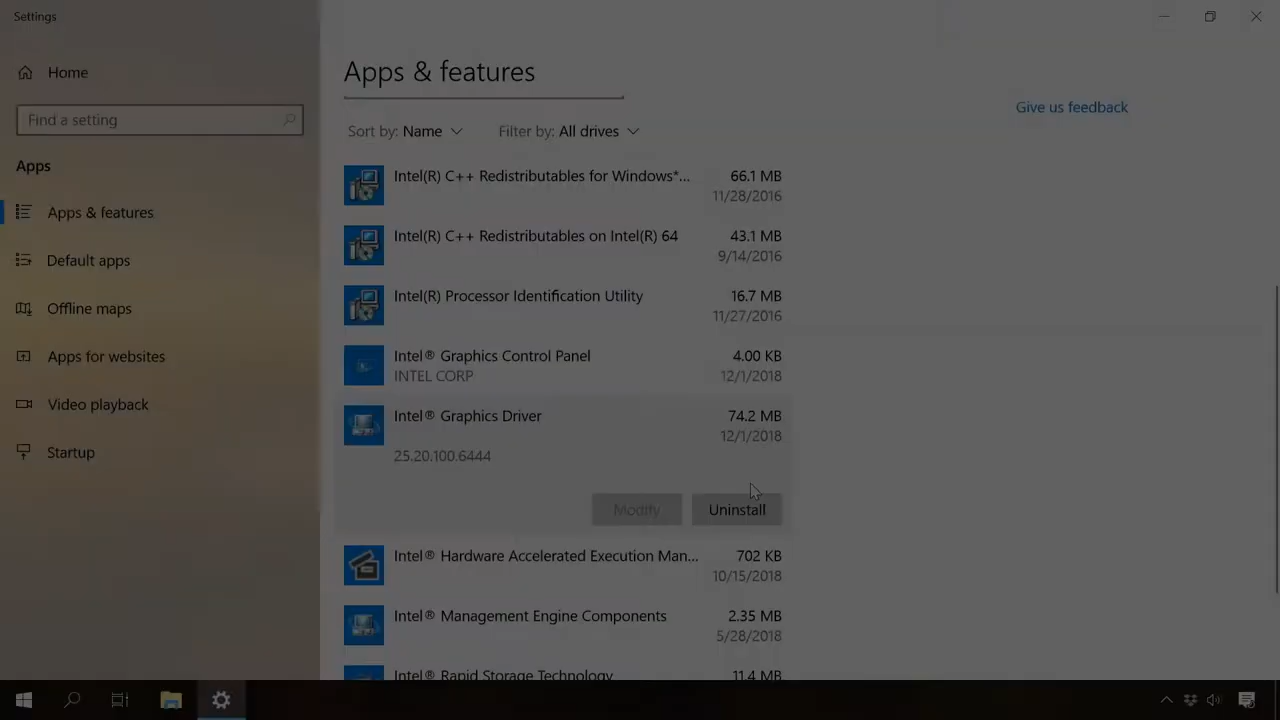 Settings
Home
Find a setting
Apps
Apps & features
Default apps
Offline maps
Apps for websites
Video playback
Startup
Apps & features
Give us feedback
Sort by: Name
Filter by: All drives
Intel(R) C++ Redistributables for Windows*... 66.1 MB
11/28/2016
Intel(R) C++ Redistributables on Intel(R) 64 43.1 MB
9/14/2016
Intel(R) Processor Identification Utility 16.7 MB
11/27/2016
Intel® Graphics Control Panel 4.00 KB
INTEL CORP 12/1/2018
Intel® Graphics Driver 74.2 MB
12/1/2018
25.20.100.6444
Modify Uninstall
Intel® Hardware Accelerated Execution Man... 702 KB
10/15/2018
Intel® Management Engine Components 2.35 MB
5/28/2018
Intel® Rapid Storage Technology 11.4 MB